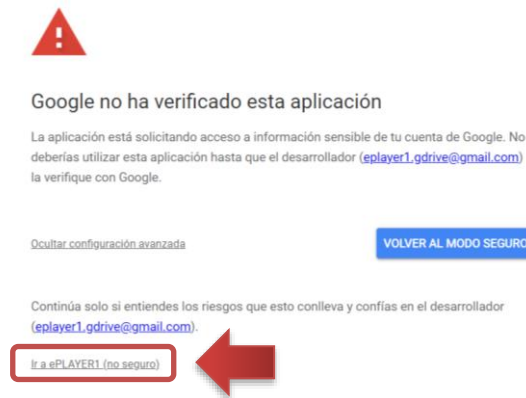 Google no ha verificado esta aplicación
La aplicación está solicitando acceso a información sensible de tu cuenta de Google. No
deberías utilizar esta aplicación hasta que el desarrollador (eplayer1.gdrive@gmail.com)
la verifique con Google.
Ocultar configuración avanzada
VOLVER AL MODO SEGURO
Continúa solo si entiendes los riesgos que esto conlleva y confías en el desarrollador
(eplayer1.gdrive@gmail.com).
Ir a ePLAYER1 (no seguro)